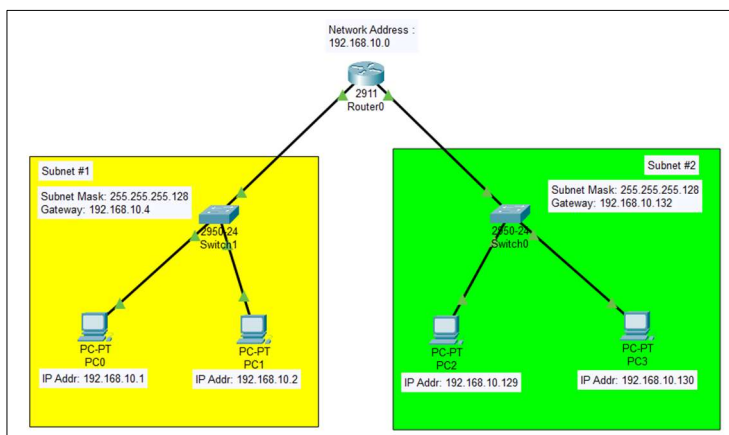 Network Address :
192.168.10.0
2911
Router0
Subnet #1
Subnet Mask: 255.255.255.128
Gateway: 192.168.10.4
2950-24
Switch1
PC-PT
PC0
IP Addr: 192.168.10.1
PC-PT
PC1
IP Addr: 192.168.10.2
Subnet #2
Subnet Mask: 255.255.255.128
Gateway: 192.168.10.132
2950-24
Switch0
PC-PT
PC2
IP Addr: 192.168.10.129
PC-PT
PC3
IP Addr: 192.168.10.130